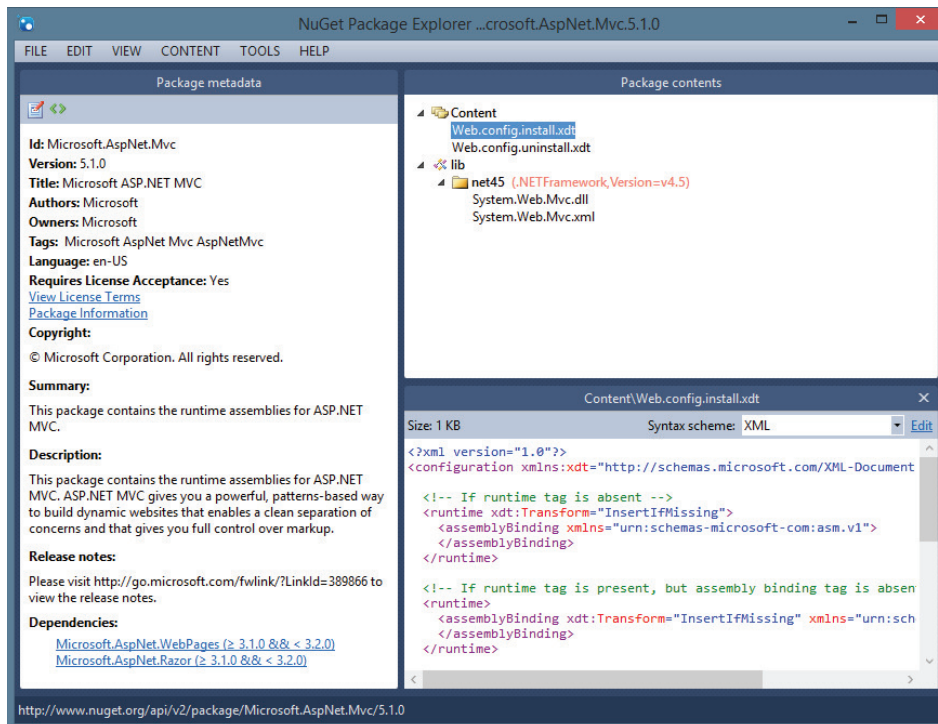 NuGet Package Explorer ...crosoft.AspNet.Mvc.5.1.0
FILE EDIT VIEW CONTENT TOOLS HELP
Package metadata
Id: Microsoft.AspNet.Mvc
Version: 5.1.0
Title: Microsoft ASP.NET MVC
Authors: Microsoft
Owners: Microsoft
Tags: Microsoft AspNet Mvc AspNetMvc
Language: en-US
Requires License Acceptance: Yes
View License Terms
Package Information
Copyright:
© Microsoft Corporation. All rights reserved.
Summary:
This package contains the runtime assemblies for ASP.NET
MVC.
Description:
This package contains the runtime assemblies for ASP.NET
MVC. ASP.NET MVC gives you a powerful, patterns-based way
to build dynamic websites that enables a clean separation of
concerns and that gives you full control over markup.
Release notes:
Please visit http://go.microsoft.com/fwlink/?LinkId=389866 to
view the release notes.
Dependencies:
Microsoft.AspNet.WebPages (≥ 3.1.0 && < 3.2.0)
Microsoft.AspNet.Razor (≥ 3.1.0 && < 3.2.0)
Package contents
Content
Web.config.install.xdt
Web.config.uninstall.xdt
lib
net45 (.NETFramework,Version=v4.5)
System.Web.Mvc.dll
System.Web.Mvc.xml
Content\Web.config.install.xdt
Size: 1 KB Syntax scheme: XML Edit
<?xml version="1.0"?>
<configuration xmlns:xdt="http://schemas.microsoft.com/XML-Document
<!-- If runtime tag is absent -->
<runtime xdt:Transform="InsertIfMissing">
<assemblyBinding xmlns="urn:schemas-microsoft-com:asm.v1">
</assemblyBinding>
</runtime>
<!-- If runtime tag is present, but assembly binding tag is absen
<runtime>
<assemblyBinding xdt:Transform="InsertIfMissing" xmlns="urn:sch
</assemblyBinding>
</runtime>
http://www.nuget.org/api/v2/package/Microsoft.AspNet.Mvc/5.1.0